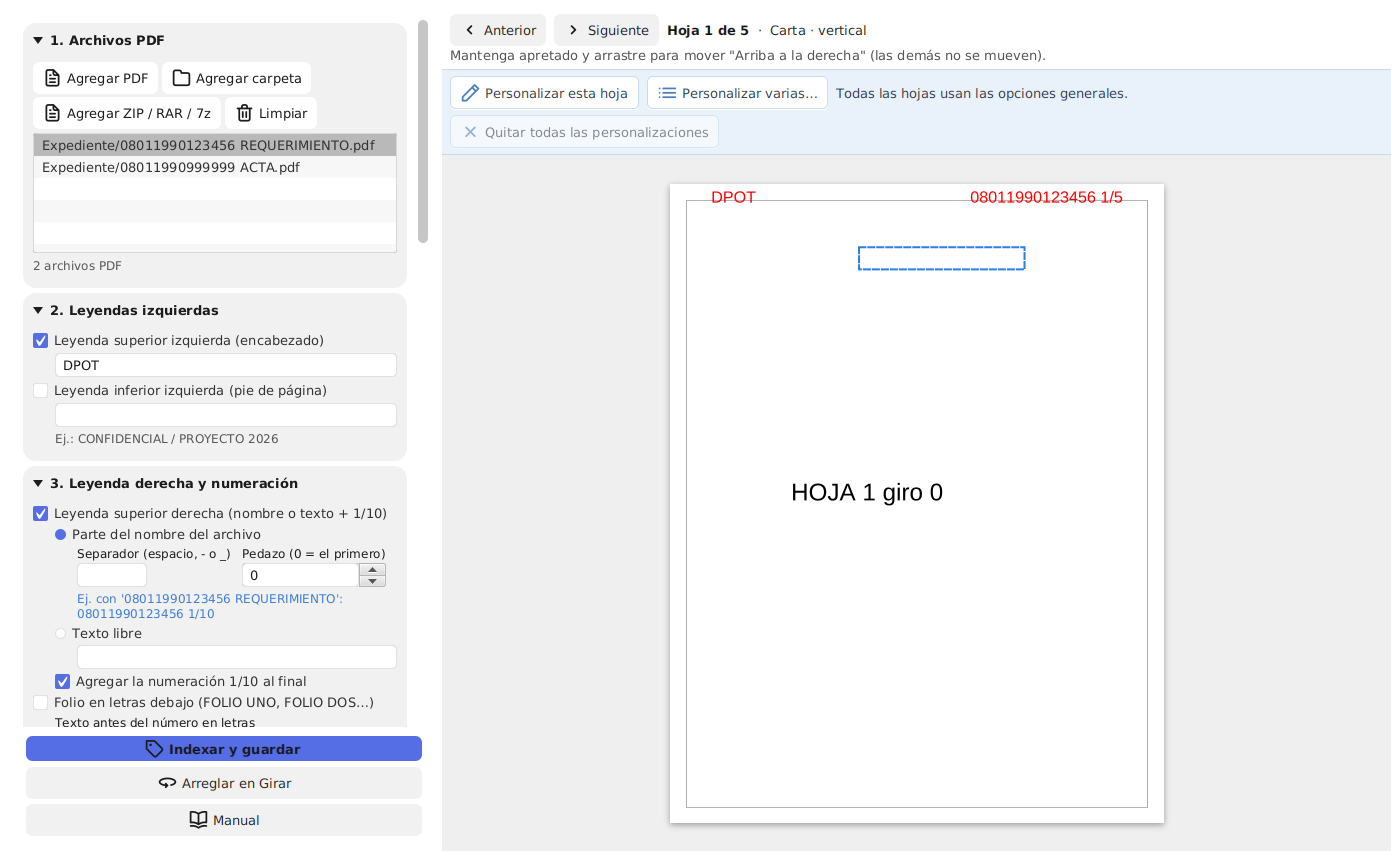 1. Archivos PDF
Agregar PDF
Agregar carpeta
Agregar ZIP / RAR / 7z
Limpiar
Expediente/08011990123456 REQUERIMIENTO.pdf
Expediente/08011990999999 ACTA.pdf
2 archivos PDF
2. Leyendas izquierdas
Leyenda superior izquierda (encabezado)
DPOT
Leyenda inferior izquierda (pie de página)
Ej.: CONFIDENCIAL / PROYECTO 2026
3. Leyenda derecha y numeración
Leyenda superior derecha (nombre o texto + 1/10)
Parte del nombre del archivo
Separador (espacio, - o _) Pedazo (0 = el primero)
0
Ej. con '08011990123456 REQUERIMIENTO':
08011990123456 1/10
Texto libre
Agregar la numeración 1/10 al final
Folio en letras debajo (FOLIO UNO, FOLIO DOS...)
Texto antes del número en letras
Indexar y guardar
Arreglar en Girar
Manual
Anterior Siguiente Hoja 1 de 5 · Carta · vertical
Mantenga apretado y arrastre para mover "Arriba a la derecha" (las demás no se mueven).
Personalizar esta hoja Personalizar varias... Todas las hojas usan las opciones generales.
Quitar todas las personalizaciones
DPOT 08011990123456 1/5
HOJA 1 giro 0